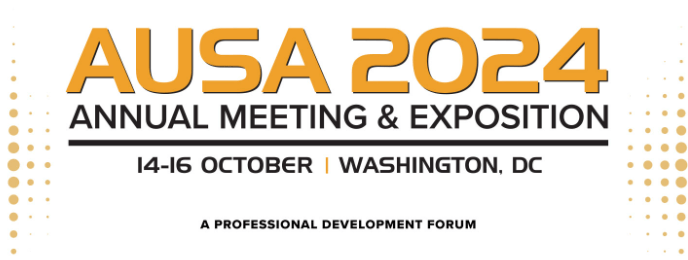 AUSA 2024
ANNUAL MEETING & EXPOSITION
14-16 OCTOBER | WASHINGTON, DC
A PROFESSIONAL DEVELOPMENT FORUM